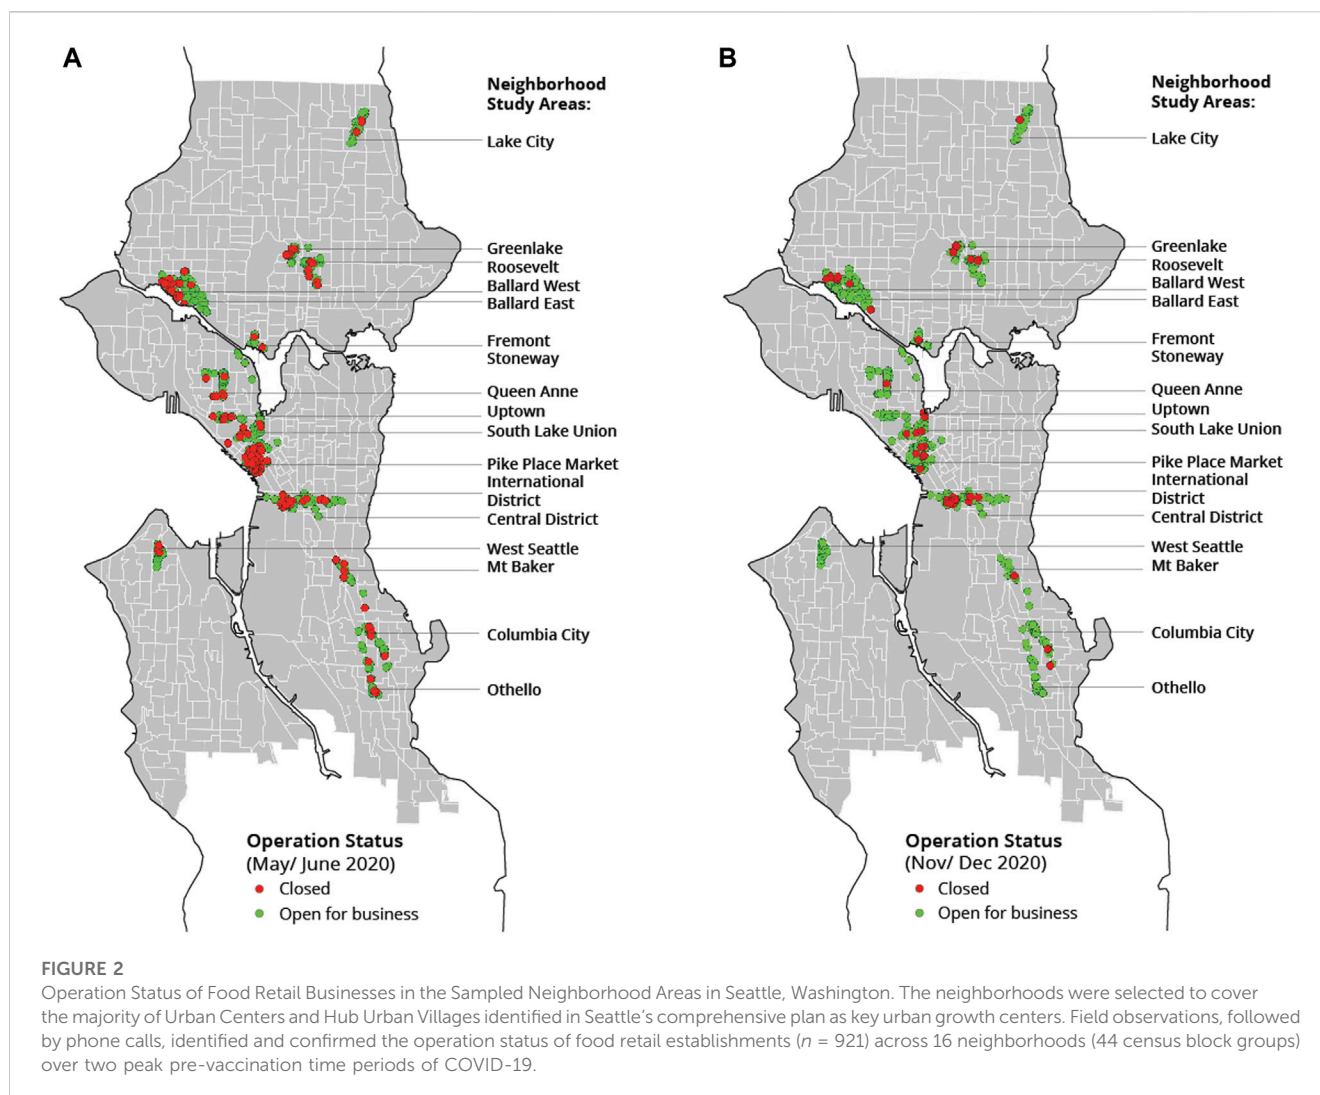 A
Neighborhood
Study Areas:
Lake City
Greenlake
Roosevelt
Ballard West
Ballard East
Fremont
Stoneway
Queen Anne
Uptown
South Lake Union
Pike Place Market
International
District
Central District
West Seattle
Mt Baker
Columbia City
Othello
Operation Status
(May/ June 2020)
Closed
Open for business
B
Neighborhood
Study Areas:
Lake City
Greenlake
Roosevelt
Ballard West
Ballard East
Fremont
Stoneway
Queen Anne
Uptown
South Lake Union
Pike Place Market
International
District
Central District
West Seattle
Mt Baker
Columbia City
Othello
Operation Status
(Nov/ Dec 2020)
Closed
Open for business
FIGURE 2
Operation Status of Food Retail Businesses in the Sampled Neighborhood Areas in Seattle, Washington. The neighborhoods were selected to cover
the majority of Urban Centers and Hub Urban Villages identified in Seattle's comprehensive plan as key urban growth centers. Field observations, followed
by phone calls, identified and confirmed the operation status of food retail establishments (n = 921) across 16 neighborhoods (44 census block groups)
over two peak pre-vaccination time periods of COVID-19.